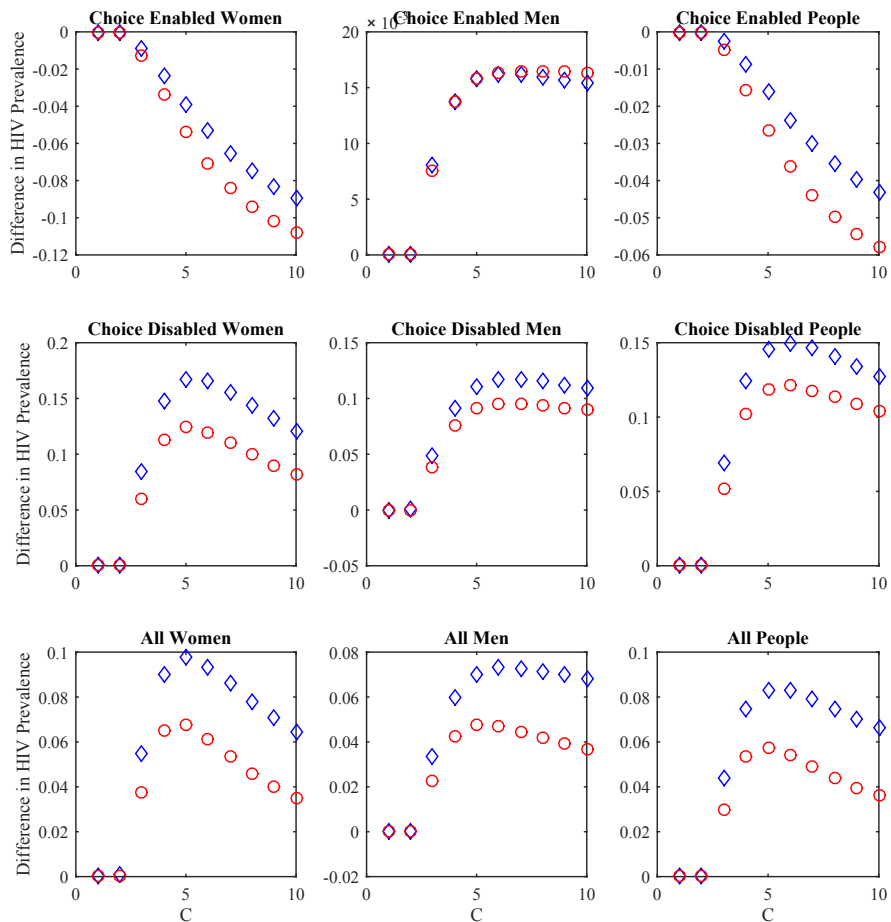 Choice Enabled Women
Difference in HIV Prevalence
0
-0.02
-0.04
-0.06
-0.08
-0.1
-0.12
0 5 10
Choice Enabled Men
× 10
20
15
10
5
0
0 5 10
Choice Enabled People
0
-0.01
-0.02
-0.03
-0.04
-0.05
-0.06
0 5 10
Choice Disabled Women
Difference in HIV Prevalence
0.2
0.15
0.1
0.05
0
0 5 10
Choice Disabled Men
0.15
0.1
0.05
0
-0.05
0 5 10
Choice Disabled People
0.15
0.1
0.05
0
0 5 10
All Women
Difference in HIV Prevalence
0.1
0.08
0.06
0.04
0.02
0
0 5 10
C
All Men
0.08
0.06
0.04
0.02
0
-0.02
0 5 10
C
All People
0.1
0.08
0.06
0.04
0.02
0
0 5 10
C